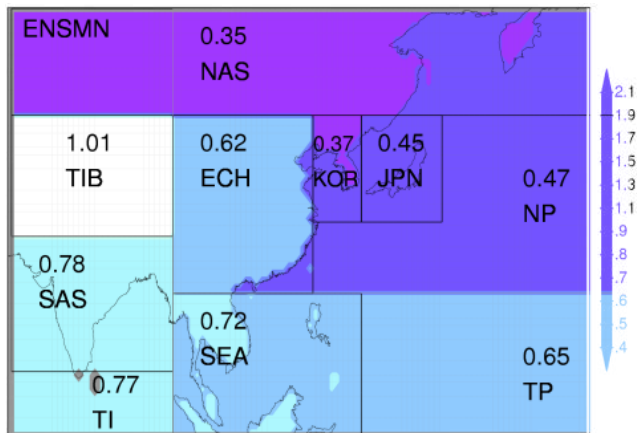 ENSMN
0.35
NAS
1.01
TIB
0.62
ECH
0.37
KOR
0.45
JPN
0.47
NP
0.78
SAS
0.72
SEA
0.65
TP
0.77
TI
2.1
1.9
1.7
1.5
1.3
1.1
.9
.8
.7
.6
.5
.4